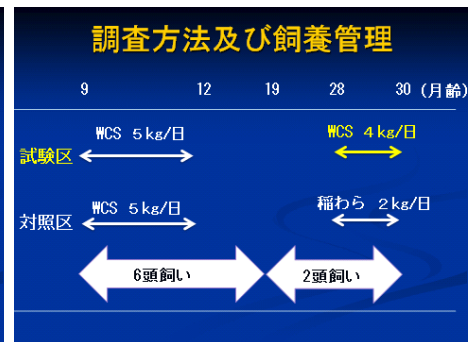 調査方法及び飼養管理
9 12 19 28 30 (月齢)
WCS 5kg/日 WCS 4kg/日
試験区
WCS 5kg/日 稲わら 2kg/日
対照区
6頭飼い 2頭飼い